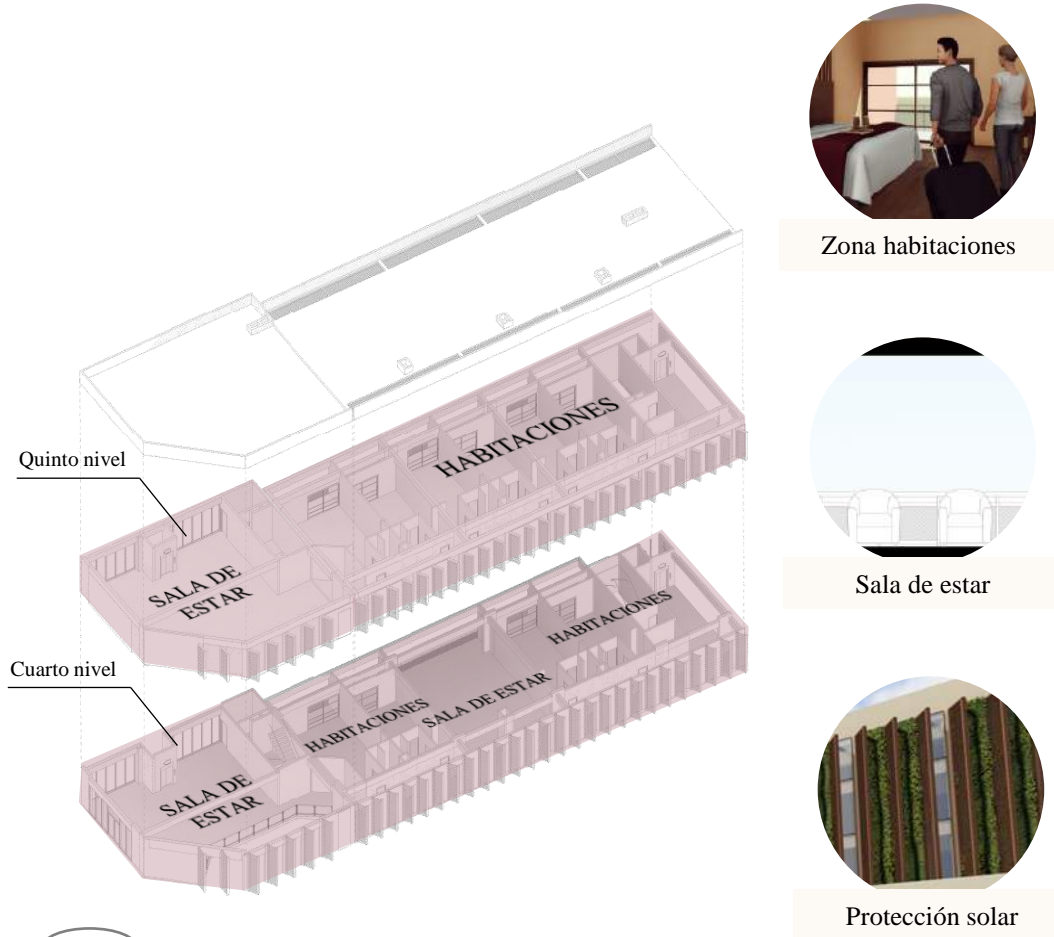 Zona habitaciones
Quinto nivel
HABITACIONES
SALA DE
ESTAR
Sala de estar
Cuarto nivel
HABITACIONES
SALA DE ESTAR
HABITACIONES
SALA DE
ESTAR
Protección solar